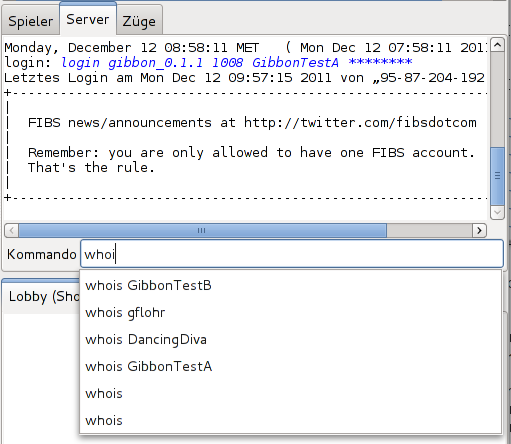 Spieler Server Züge
Monday, December 12 08:58:11 MET ( Mon Dec 12 07:58:11 2011
login: login gibbon_0.1.1 1008 GibbonTestA ********
Letztes Login am Mon Dec 12 09:57:15 2011 von „95-87-204-192
+----------------------------------------------------------
|
| FIBS news/announcements at http://twitter.com/fibsdotcom
|
| Remember: you are only allowed to have one FIBS account.
| That's the rule.
|
+----------------------------------------------------------
Kommando whoi
whois GibbonTestB
Lobby (Sho
whois gflohr
whois DancingDiva
whois GibbonTestA
whois
whois